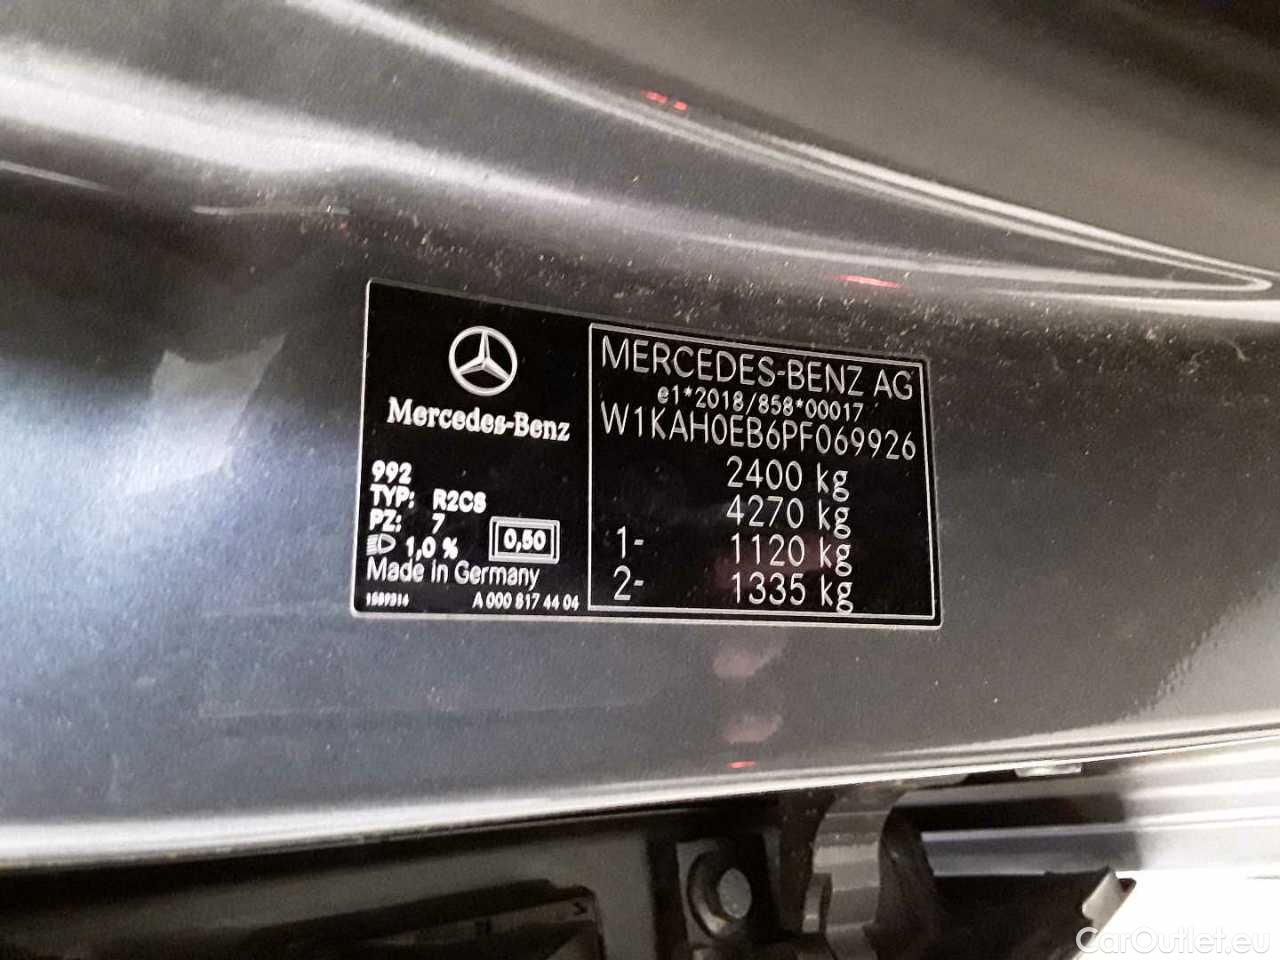 Mercedes-Benz
992
TYP: R2CS
PZ: 7
1,0 %
0,50
Made in Germany
A 000 817 44 04
MERCEDES-BENZ AG
e1*2018/858*00017
W1KAH0EB6PF069926
2400 kg
4270 kg
1- 1120 kg
2- 1335 kg
CarOutlet.eu